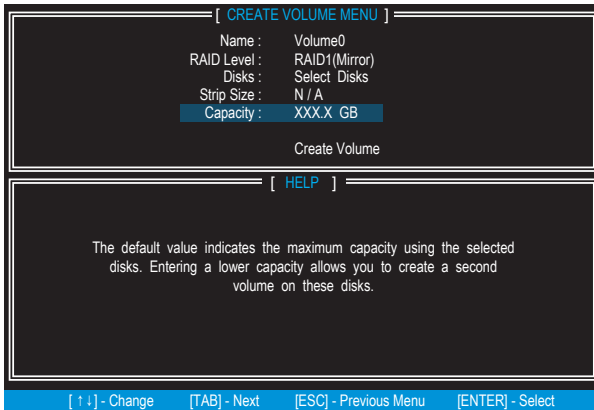 [ CREATE VOLUME MENU ]
Name : Volume0
RAID Level : RAID1(Mirror)
Disks : Select Disks
Strip Size : N / A
Capacity : XXX.X GB
Create Volume
[ HELP ]
The default value indicates the maximum capacity using the selected
disks. Entering a lower capacity allows you to create a second
volume on these disks.
[ ↑↓] - Change [TAB] - Next [ESC] - Previous Menu [ENTER] - Select